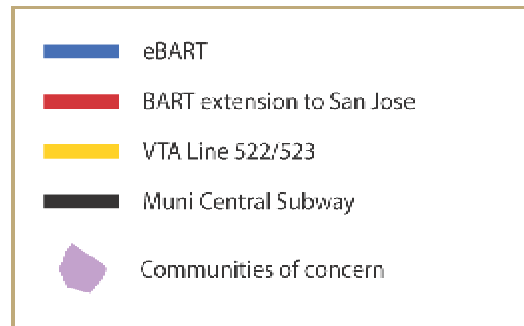 eBART
BART extension to San Jose
VTA Line 522/523
Muni Central Subway
Communities of concern